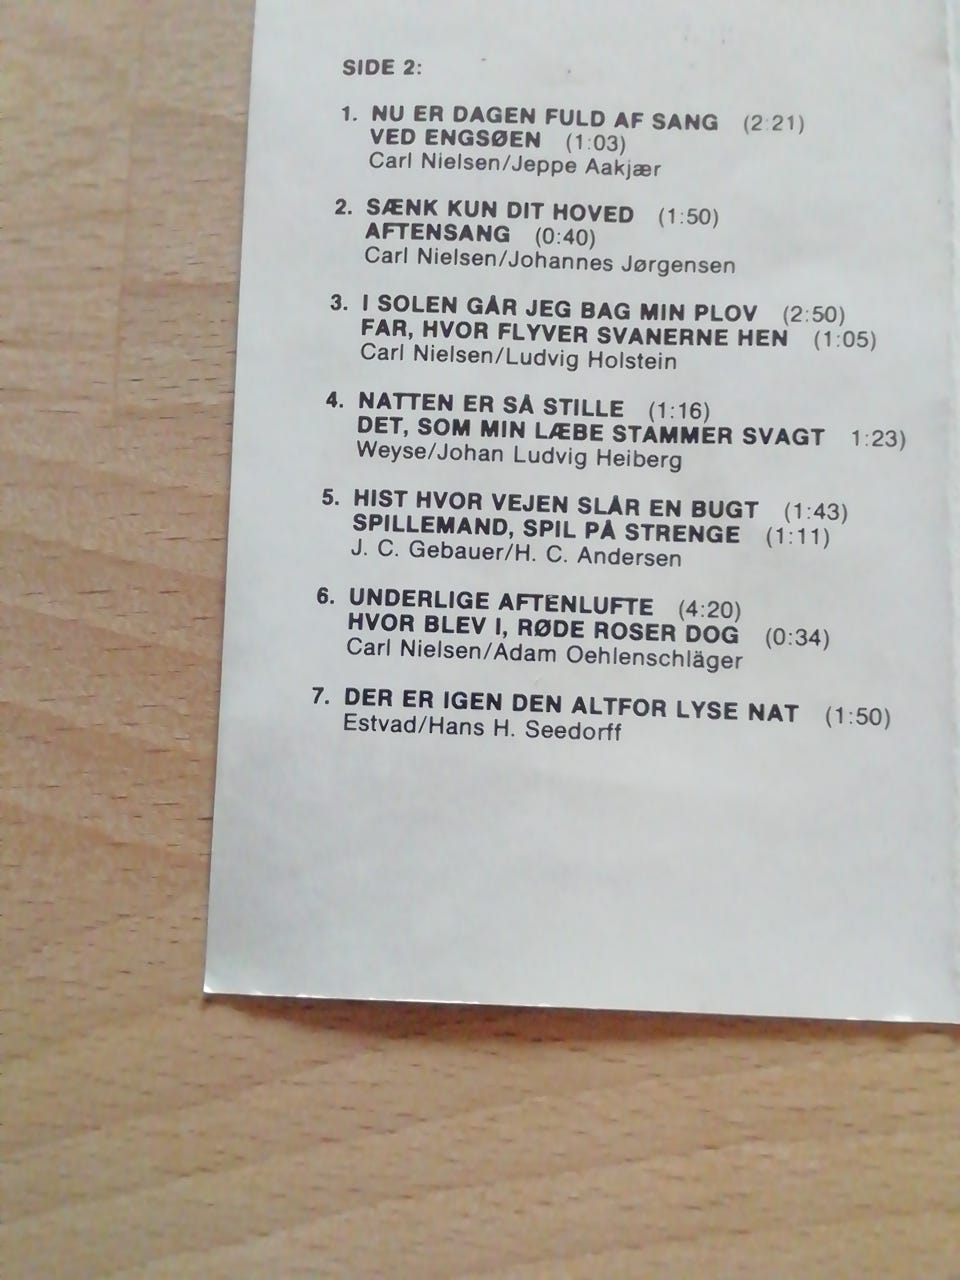 SIDE 2:
1. NU ER DAGEN FULD AF SANG (2:21)
VED ENGSØEN (1:03)
Carl Nielsen/Jeppe Aakjær
2. SÆNK KUN DIT HOVED (1:50)
AFTENSANG (0:40)
Carl Nielsen/Johannes Jørgensen
3. I SOLEN GÅR JEG BAG MIN PLOV (2:50)
FAR, HVOR FLYVER SVANERNE HEN (1:05)
Carl Nielsen/Ludvig Holstein
4. NATTEN ER SÅ STILLE (1:16)
DET, SOM MIN LÆBE STAMMER SVAGT 1:23)
Weyse/Johan Ludvig Heiberg
5. HIST HVOR VEJEN SLÅR EN BUGT (1:43)
SPILLEMAND, SPIL PÅ STRENGE (1:11)
J. C. Gebauer/H. C. Andersen
6. UNDERLIGE AFTENLUFTE (4:20)
HVOR BLEV I, RØDE ROSER DOG (0:34)
Carl Nielsen/Adam Oehlenschläger
7. DER ER IGEN DEN ALTFOR LYSE NAT (1:50)
Estvad/Hans H. Seedorff